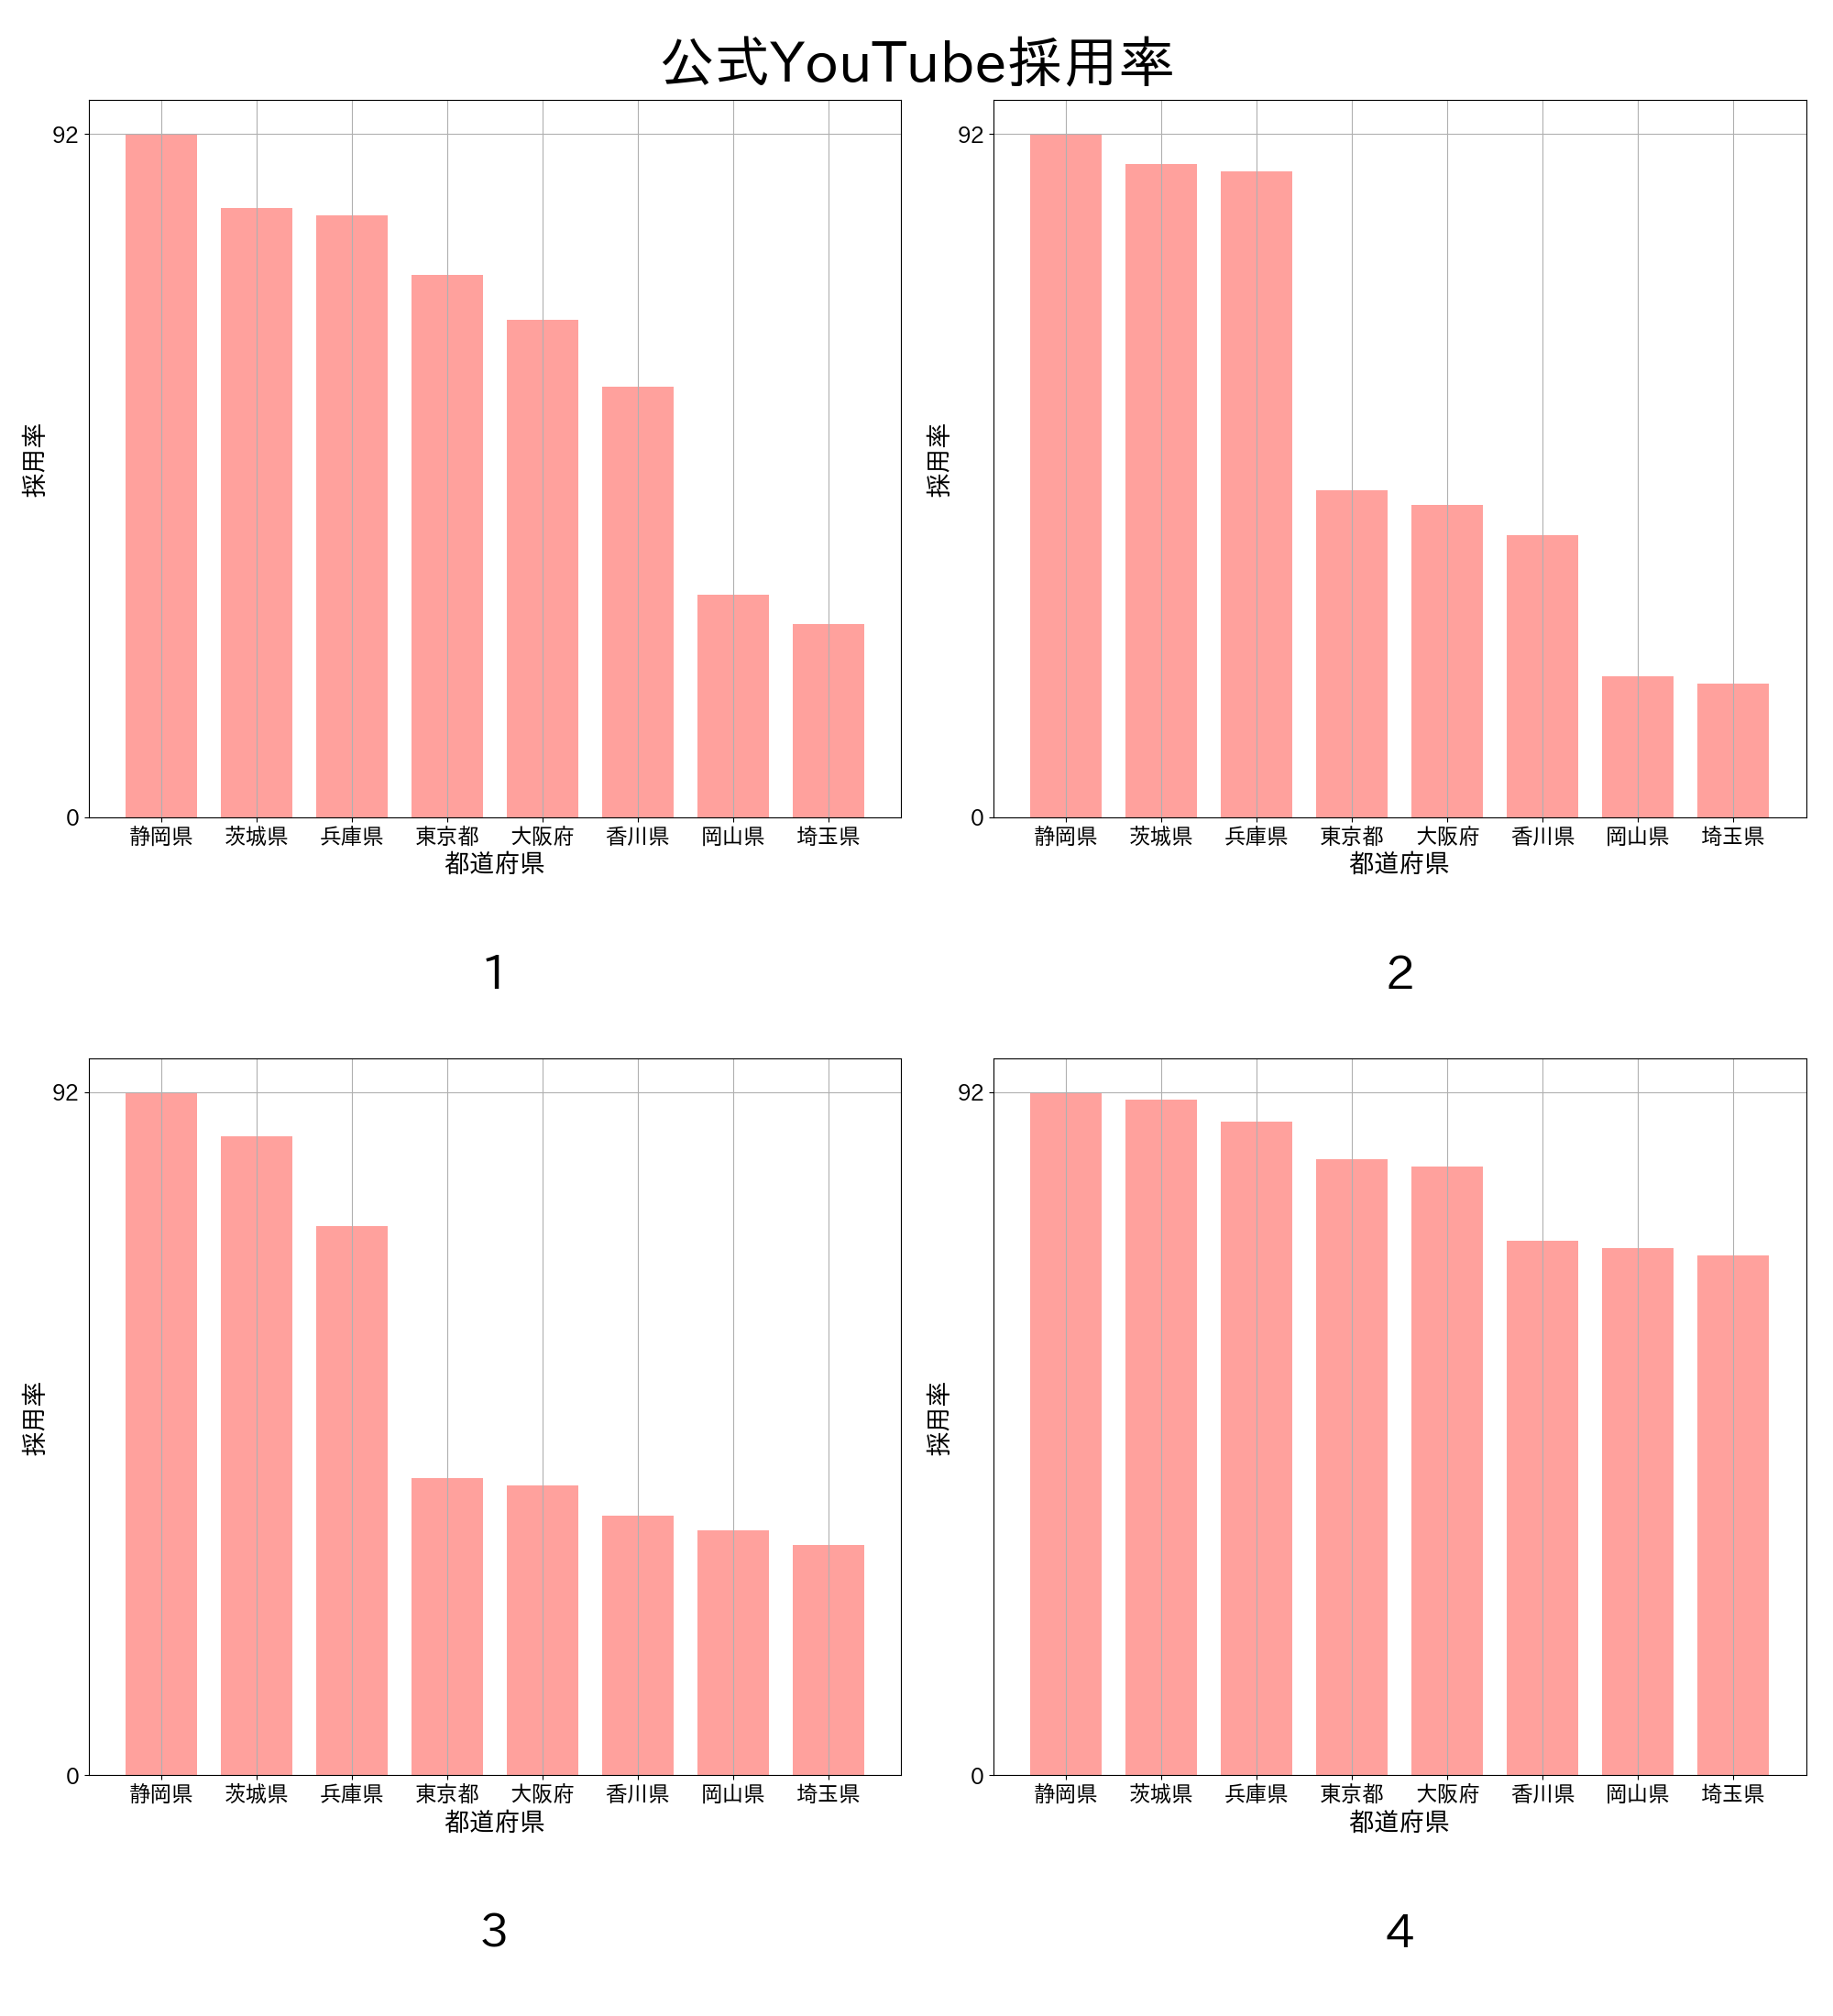 公式YouTube採用率
92
採用率
0
静岡県 茨城県 兵庫県 東京都 大阪府 香川県 岡山県 埼玉県
都道府県
1
92
採用率
0
静岡県 茨城県 兵庫県 東京都 大阪府 香川県 岡山県 埼玉県
都道府県
2
92
採用率
0
静岡県 茨城県 兵庫県 東京都 大阪府 香川県 岡山県 埼玉県
都道府県
3
92
採用率
0
静岡県 茨城県 兵庫県 東京都 大阪府 香川県 岡山県 埼玉県
都道府県
4